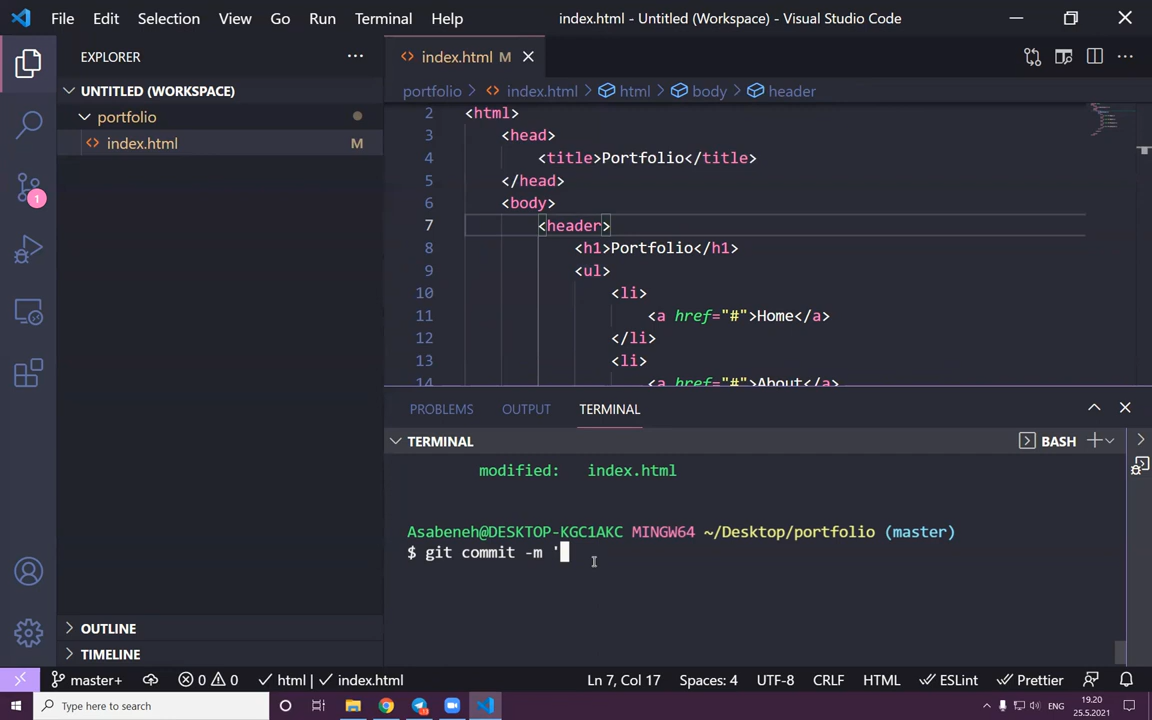 File Edit Selection View Go Run Terminal Help index.html - Untitled (Workspace) - Visual Studio Code
EXPLORER
index.html M
UNTITLED (WORKSPACE)
portfolio
index.html M
1
portfolio > index.html > html > body > header
2 <html>
3 <head>
4 <title>Portfolio</title>
5 </head>
6 <body>
7 <header>
8 <h1>Portfolio</h1>
9 <ul>
10 <li>
11 <a href="#">Home</a>
12 </li>
13 <li>
14 <a href="#">About</a>
PROBLEMS OUTPUT TERMINAL
TERMINAL BASH
modified: index.html
Asabeneh@DESKTOP-KGC1AKC MINGW64 ~/Desktop/portfolio (master)
$ git commit -m '
OUTLINE
TIMELINE
master+ 0 0 html | index.html Ln 7, Col 17 Spaces: 4 UTF-8 CRLF HTML ESLint Prettier
Type here to search
ENG
19.20
25.5.2021